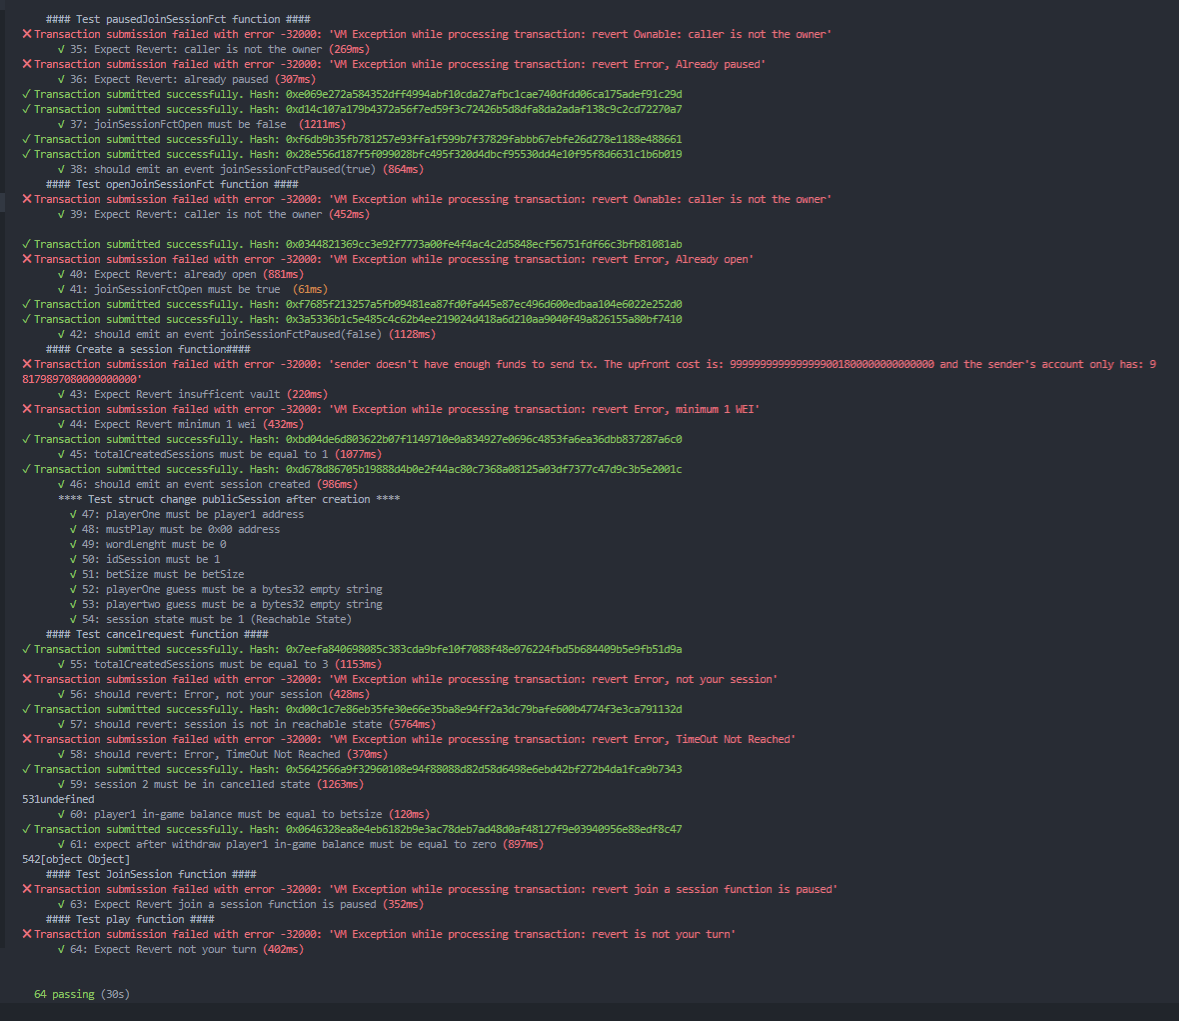 #### Test pausedJoinSessionFct function ####
❌Transaction submission failed with error -32000: 'VM Exception while processing transaction: revert Ownable: caller is not the owner'
√ 35: Expect Revert: caller is not the owner (269ms)
❌Transaction submission failed with error -32000: 'VM Exception while processing transaction: revert Error, Already paused'
√ 36: Expect Revert: already paused (307ms)
✓Transaction submitted successfully. Hash: 0xe069e272a584352dff4994abf10cda27afbc1cae740dfdd06ca175adef91c29d
✓Transaction submitted successfully. Hash: 0xd14c107a179b4372a56f7ed59f3c72426b5d8dfa8da2adaf138c9c2cd72270a7
√ 37: joinSessionFctOpen must be false (1211ms)
✓Transaction submitted successfully. Hash: 0xf6db9b35fb781257e93ffa1f599b7f37829fabbb67ebfe26d278e1188e488661
✓Transaction submitted successfully. Hash: 0x28e556d187f5f099028bfc495f320d4dbcf95530dd4e10f95f8d6631c1b6b019
√ 38: should emit an event joinSessionFctPaused(true) (864ms)
#### Test openJoinSessionFct function ####
❌Transaction submission failed with error -32000: 'VM Exception while processing transaction: revert Ownable: caller is not the owner'
√ 39: Expect Revert: caller is not the owner (452ms)
✓Transaction submitted successfully. Hash: 0x0344821369cc3e92f7773a00fe4f4ac4c2d5848ecf56751fdf66c3bfb81081ab
❌Transaction submission failed with error -32000: 'VM Exception while processing transaction: revert Error, Already open'
√ 40: Expect Revert: already open (881ms)
√ 41: joinSessionFctOpen must be true (61ms)
✓Transaction submitted successfully. Hash: 0xf7685f213257a5fb09481ea87fd0fa445e87ec496d600edbaa104e6022e252d0
✓Transaction submitted successfully. Hash: 0x3a5336b1c5e485c4c62b4ee219024d418a6d210aa9040f49a826155a80bf7410
√ 42: should emit an event joinSessionFctPaused(false) (1128ms)
#### Create a session function####
❌Transaction submission failed with error -32000: 'sender doesn't have enough funds to send tx. The upfront cost is: 9999999999999999900180000000000000 and the sender's account only has: 9
8179897080000000000'
√ 43: Expect Revert insufficent vault (220ms)
❌Transaction submission failed with error -32000: 'VM Exception while processing transaction: revert Error, minimum 1 WEI'
√ 44: Expect Revert minimun 1 wei (432ms)
✓Transaction submitted successfully. Hash: 0xbd04de6d803622b07f1149710e0a834927e0696c4853fa6ea36dbb837287a6c0
√ 45: totalCreatedSessions must be equal to 1 (1077ms)
✓Transaction submitted successfully. Hash: 0xd678d86705b19888d4b0e2f44ac80c7368a08125a03df7377c47d9c3b5e2001c
√ 46: should emit an event session created (986ms)
**** Test struct change publicSession after creation ****
√ 47: playerOne must be player1 address
√ 48: mustPlay must be 0x00 address
√ 49: wordLenght must be 0
√ 50: idSession must be 1
√ 51: betSize must be betSize
√ 52: playerOne guess must be a bytes32 empty string
√ 53: playertwo guess must be a bytes32 empty string
√ 54: session state must be 1 (Reachable State)
#### Test cancelrequest function ####
✓Transaction submitted successfully. Hash: 0x7eefa840698085c383cda9bfe10f7088f48e076224fbd5b684409b5e9fb51d9a
√ 55: totalCreatedSessions must be equal to 3 (1153ms)
❌Transaction submission failed with error -32000: 'VM Exception while processing transaction: revert Error, not your session'
√ 56: should revert: Error, not your session (428ms)
✓Transaction submitted successfully. Hash: 0xd00c1c7e86eb35fe30e66e35ba8e94ff2a3dc79bafe600b4774f3e3ca791132d
√ 57: should revert: session is not in reachable state (5764ms)
❌Transaction submission failed with error -32000: 'VM Exception while processing transaction: revert Error, TimeOut Not Reached'
√ 58: should revert: Error, TimeOut Not Reached (370ms)
✓Transaction submitted successfully. Hash: 0x5642566a9f32960108e94f88088d82d58d6498e6ebd42bf272b4da1fca9b7343
√ 59: session 2 must be in cancelled state (1263ms)
531undefined
√ 60: player1 in-game balance must be equal to betsize (120ms)
✓Transaction submitted successfully. Hash: 0x0646328ea8e4eb6182b9e3ac78deb7ad48d0af48127f9e03940956e88edf8c47
√ 61: expect after withdraw player1 in-game balance must be equal to zero (897ms)
542[object Object]
#### Test JoinSession function ####
❌Transaction submission failed with error -32000: 'VM Exception while processing transaction: revert join a session function is paused'
√ 63: Expect Revert join a session function is paused (352ms)
#### Test play function ####
❌Transaction submission failed with error -32000: 'VM Exception while processing transaction: revert is not your turn'
√ 64: Expect Revert not your turn (402ms)
64 passing (30s)